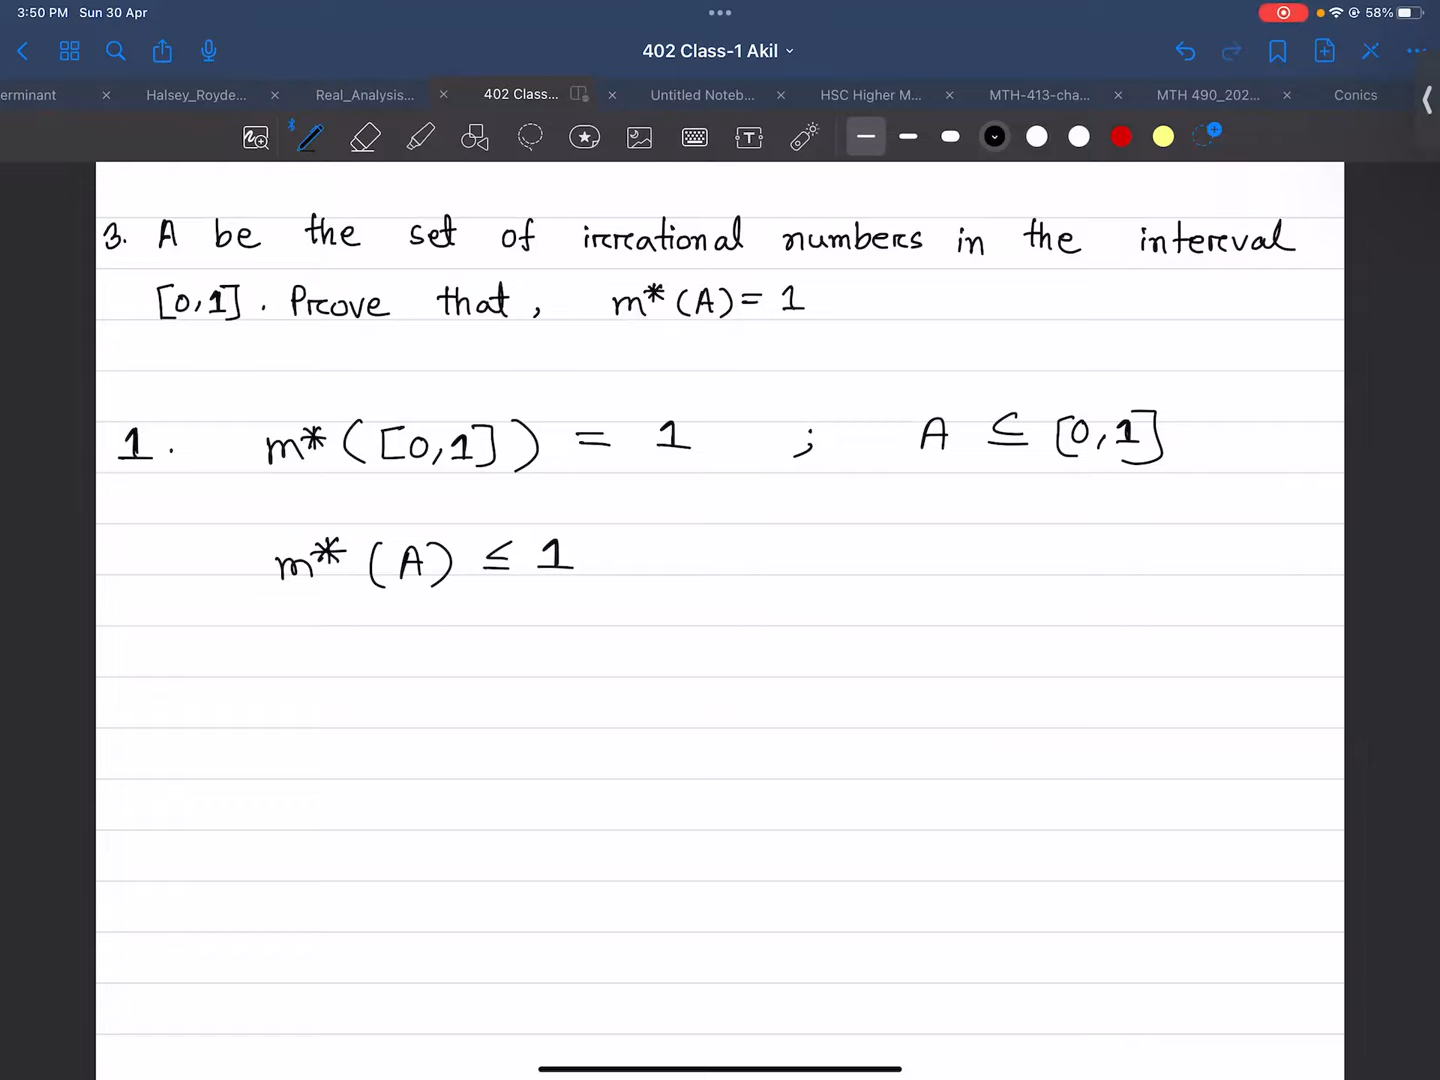 3:50 PM Sun 30 Apr
58%
402 Class-1 Akil
erminant
Halsey_Royde...
Real_Analysis...
402 Class...
Untitled Noteb...
HSC Higher M...
MTH-413-cha...
MTH 490_202...
Conics
3. A be the set of irrational numbers in the interval
[0,1]. Prove that, m*(A) = 1
1. m*([0,1]) = 1 ; A ⊆ [0,1]
m*(A) ≤ 1